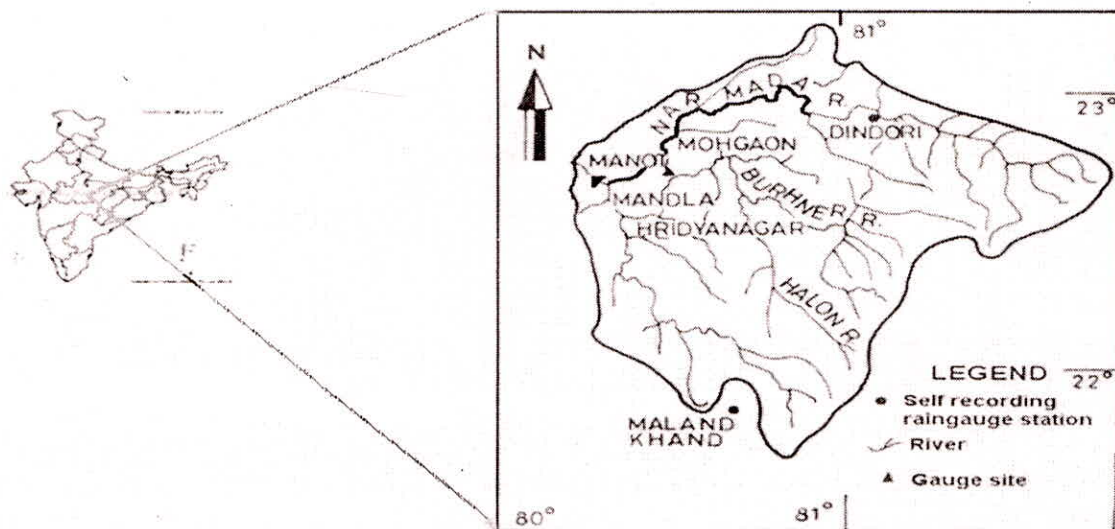 81°
N
23°
NARMADA R.
DINDORI
MOHGAON
MANOT
BURHNER R.
MANDLA
HRIDYANAGAR
HALON R.
22°
LEGEND
Self recording
raingauge station
River
Gauge site
MALAND
KHAND
80°
81°